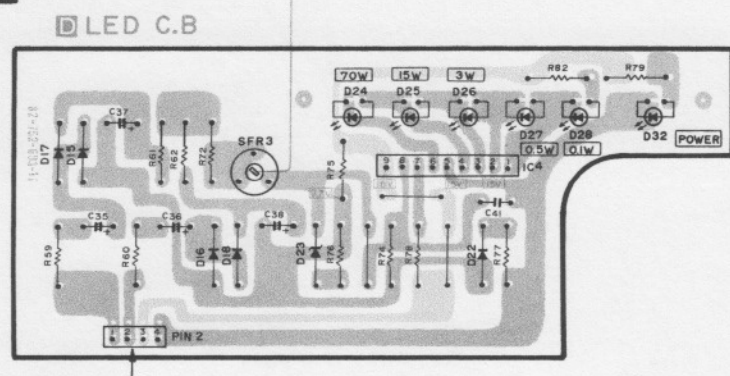 D LED C.B
R82 R79
70W 15W 3W
D24 D25 D26
C37
D27 D28 D32
0.5W 0.1W POWER
SFR3
D17 D15 R61 R62 R72 R75
IC4
C35 C36 C38 C41
R59 R60 D16 D18 D23 R76 R74 R78 D22 R77
1 2 3 4 PIN 2